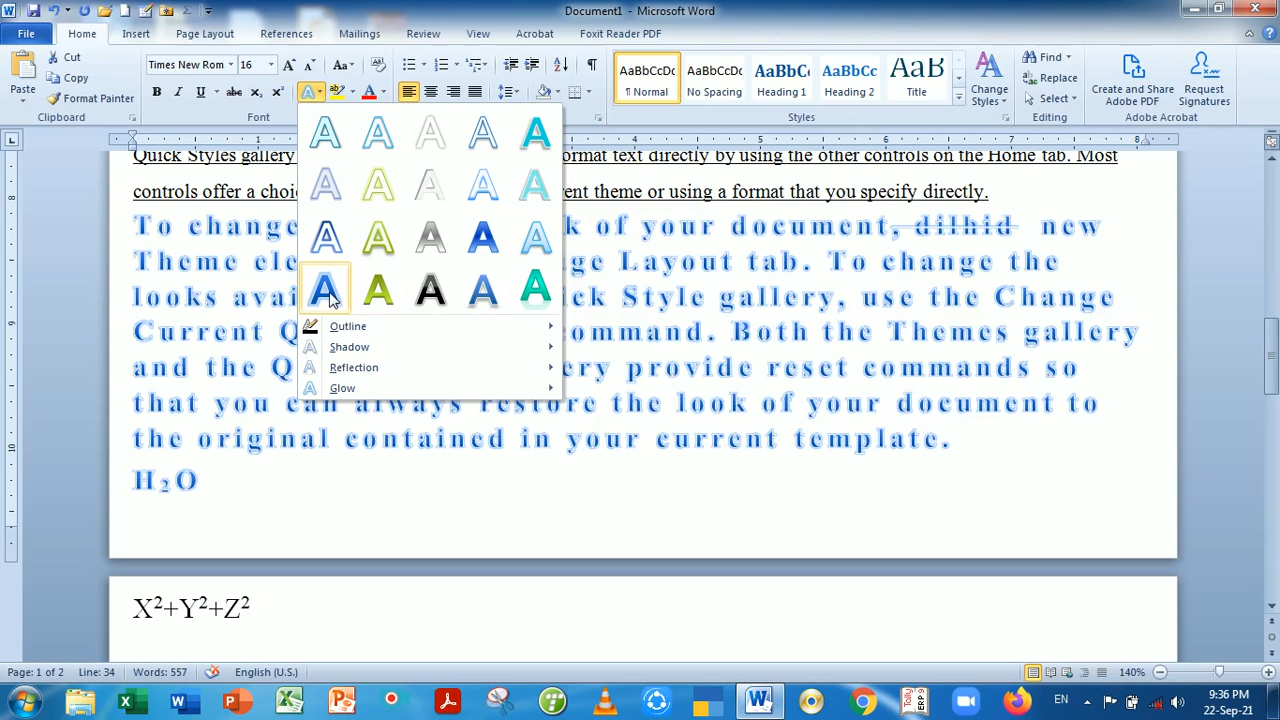 Document1 - Microsoft Word
File Home Insert Page Layout References Mailings Review View Acrobat Foxit Reader PDF
Paste
Cut
Copy
Format Painter
Clipboard
Times New Rom 16
Font
AaBbCcDc AaBbCcDc AaBbC AaBbCc AaB
¶ Normal No Spacing Heading 1 Heading 2 Title
Change Styles
Styles
Find
Replace
Select
Editing
Create and Share Adobe PDF
Request Signatures
Adobe Acrobat
Outline
Shadow
Reflection
Glow
Quick Styles gallery ormat text directly by using the other controls on the Home tab. Most
controls offer a choi rent theme or using a format that you specify directly.
To change k of your document, dilhid new
Theme ele ge Layout tab. To change the
looks avai ick Style gallery, use the Change
Current Q command. Both the Themes gallery
and the Q ery provide reset commands so
that you can always restore the look of your document to
the original contained in your current template.
H₂O
X²+Y²+Z²
Page: 1 of 2 Line: 34 Words: 557 English (U.S.) 140%
EN 9:36 PM
22-Sep-21